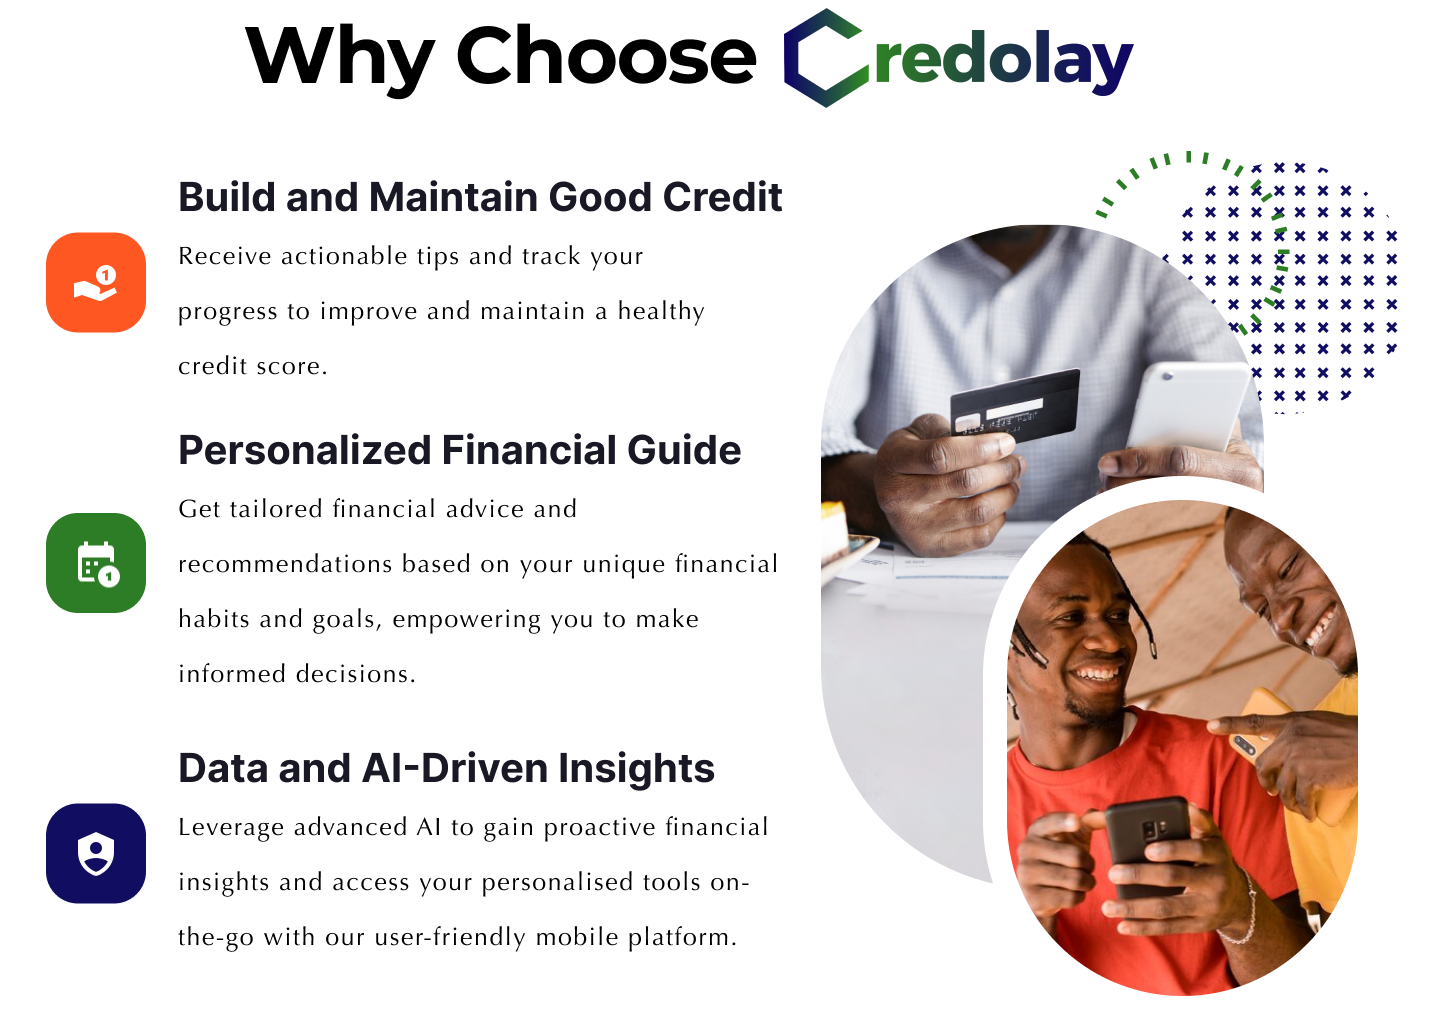 Why Choose Credolay
Build and Maintain Good Credit
Receive actionable tips and track your
progress to improve and maintain a healthy
credit score.
Personalized Financial Guide
Get tailored financial advice and
recommendations based on your unique financial
habits and goals, empowering you to make
informed decisions.
Data and AI-Driven Insights
Leverage advanced AI to gain proactive financial
insights and access your personalised tools on-
the-go with our user-friendly mobile platform.